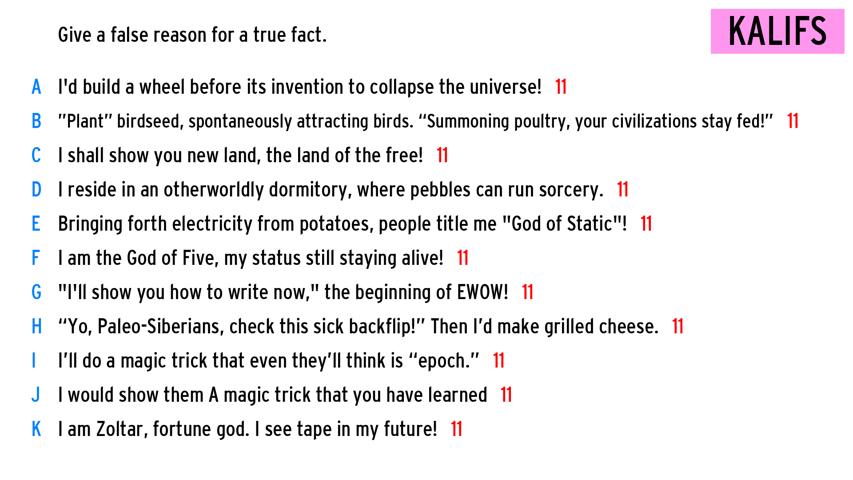 Give a false reason for a true fact.
KALIFS
A I'd build a wheel before its invention to collapse the universe! 11
B ”Plant” birdseed, spontaneously attracting birds. “Summoning poultry, your civilizations stay fed!” 11
C I shall show you new land, the land of the free! 11
D I reside in an otherworldly dormitory, where pebbles can run sorcery. 11
E Bringing forth electricity from potatoes, people title me "God of Static"! 11
F I am the God of Five, my status still staying alive! 11
G "I'll show you how to write now," the beginning of EWOW! 11
H “Yo, Paleo-Siberians, check this sick backflip!” Then I’d make grilled cheese. 11
I I’ll do a magic trick that even they’ll think is “epoch.” 11
J I would show them A magic trick that you have learned 11
K I am Zoltar, fortune god. I see tape in my future! 11